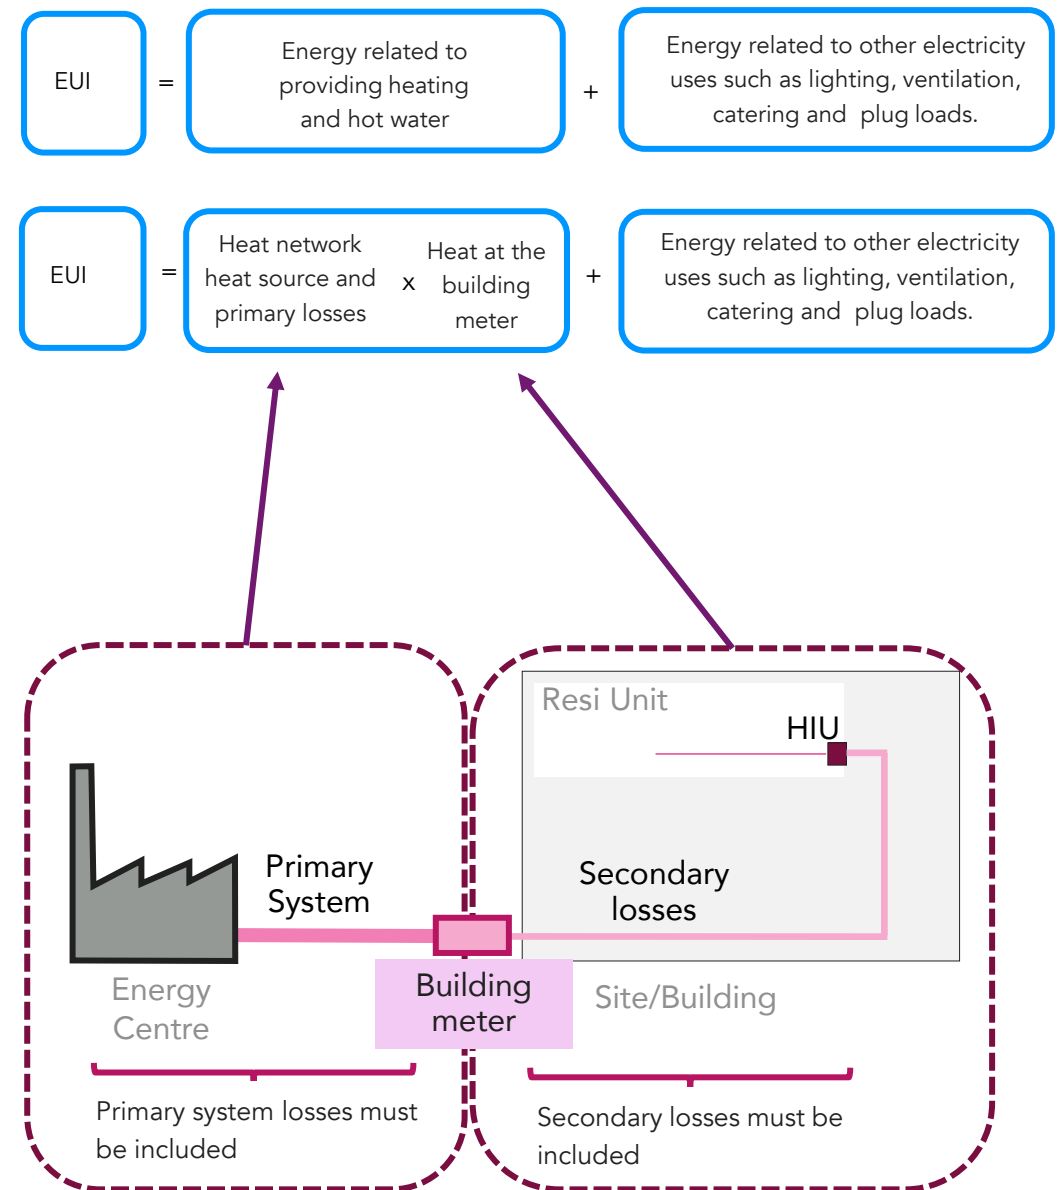 EUI
=
Energy related to
providing heating
and hot water
+
Energy related to other electricity
uses such as lighting, ventilation,
catering and plug loads.
EUI
=
Heat network
heat source and
primary losses
x
Heat at the
building
meter
+
Energy related to other electricity
uses such as lighting, ventilation,
catering and plug loads.
Resi Unit
HIU
Primary
System
Secondary
losses
Energy
Centre
Building
meter
Site/Building
Primary system losses must
be included
Secondary losses must be
included